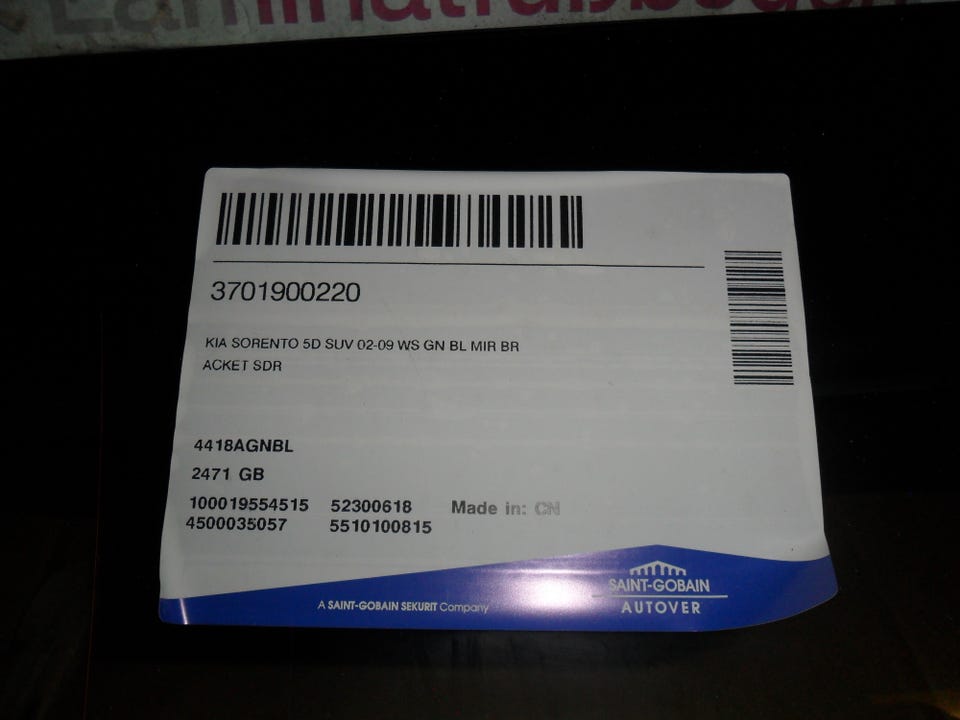 3701900220
KIA SORENTO 5D SUV 02-09 WS GN BL MIR BR
ACKET SDR
4418AGNBL
2471 GB
100019554515 52300618 Made in: CN
4500035057 5510100815
A SAINT-GOBAIN SEKURIT Company
SAINT-GOBAIN
AUTOVER